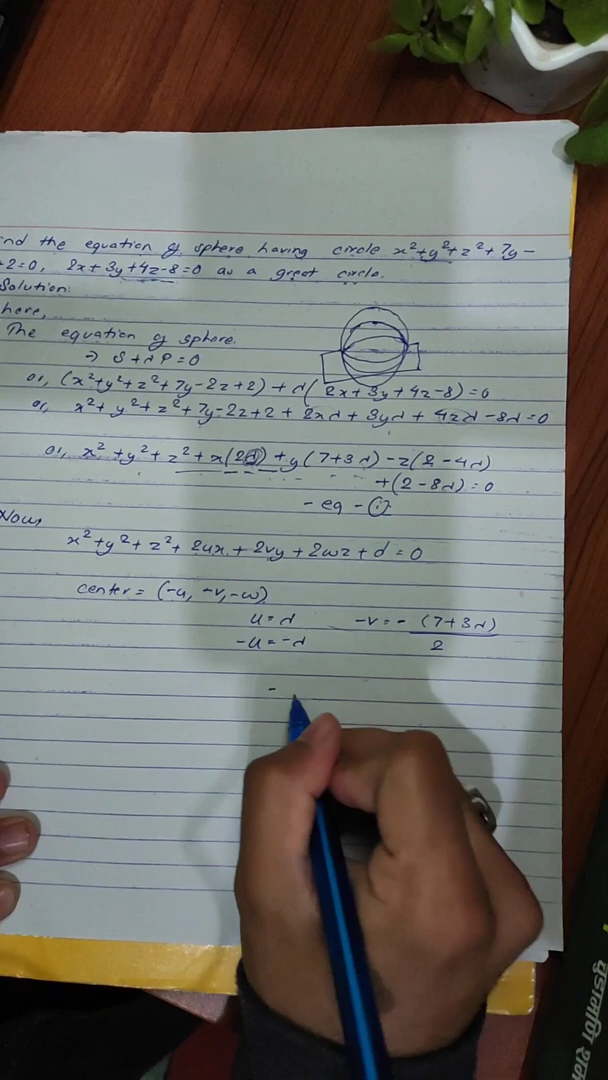 nd the equation of sphere having circle x²+y²+z²+7y-
+2=0, 2x+3y+4z-8=0 as a great circle.
Solution:
here,
The equation of sphere.
⇒ S+λP=0
or, (x²+y²+z²+7y-2z+2)+λ(2x+3y+4z-8)=0
or, x²+y²+z²+7y-2z+2+2xλ+3yλ+4zλ-8λ=0
or, x²+y²+z²+x(2λ)+y(7+3λ)-z(2-4λ)
+(2-8λ)=0
- eq - (i)
Now,
x²+y²+z²+2ux+2vy+2wz+d=0
center = (-u, -v, -w)
u=λ -v=-(7+3λ)/2
-u=-λ
-